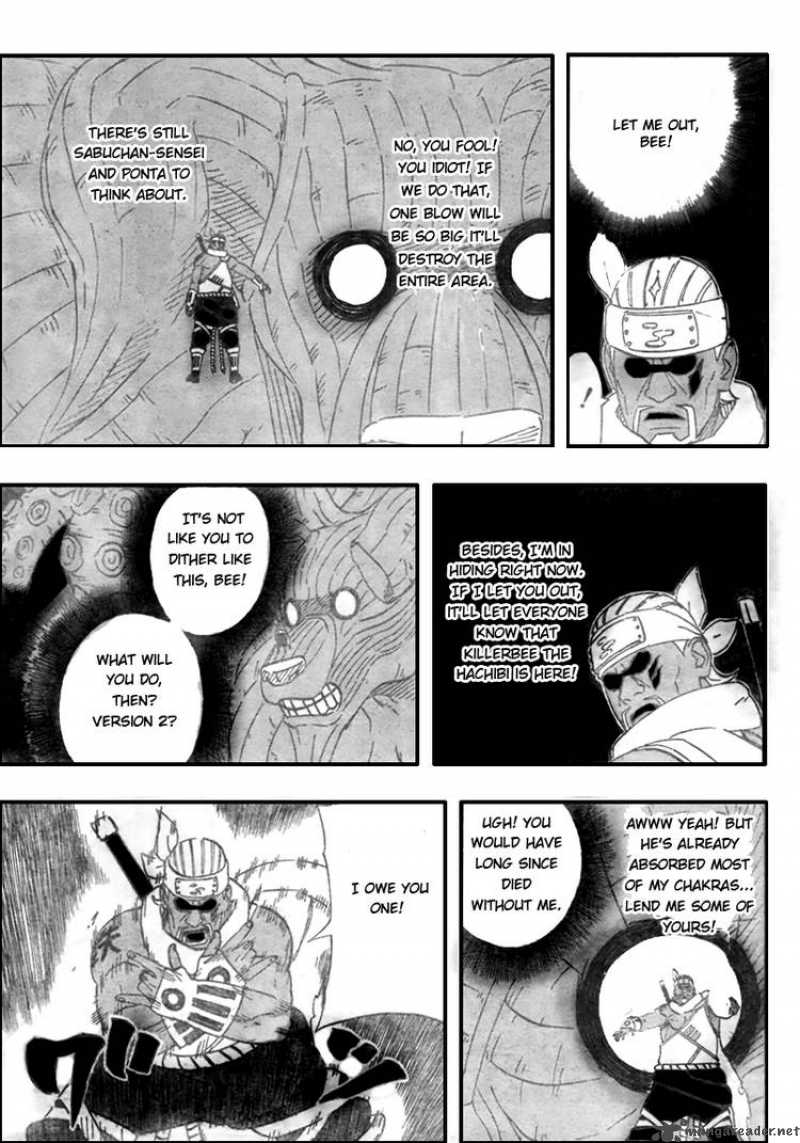 LET ME OUT,
BEE!
!
NO, YOU FOOL!
YOU IDIOT! IF
WE DO THAT,
ONE BLOW WILL
BE SO BIG IT'LL
DESTROY THE
ENTIRE AREA.
THERE'S STILL
SABUCHAN-SENSEI
AND PONTA TO
THINK ABOUT.
BESIDES, I'M IN
HIDING RIGHT NOW.
IF I LET YOU OUT,
IT'LL LET EVERYONE
KNOW THAT
KILLERBEE THE
HACHIBI IS HERE!
IT'S NOT
LIKE YOU TO
DITHER LIKE
THIS, BEE!
WHAT WILL
YOU DO,
THEN?
VERSION 2?
AWWW YEAH! BUT
HE'S ALREADY
ABSORBED MOST
OF MY CHAKRAS...
LEND ME SOME OF
YOURS!
UGH! YOU
WOULD HAVE
LONG SINCE
DIED
WITHOUT ME.
I OWE YOU
ONE!
mangareader.net